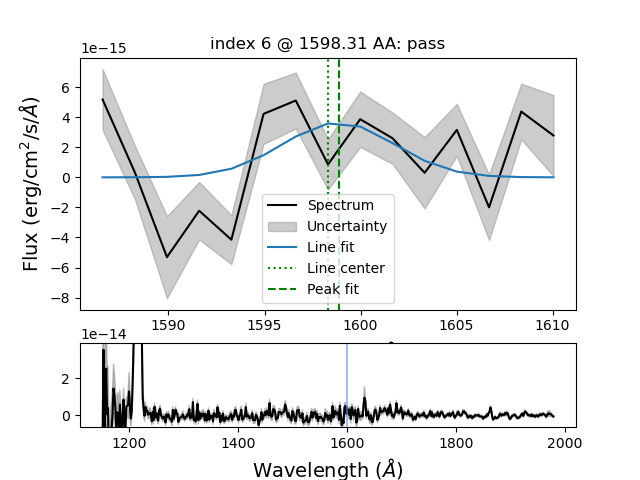 index 6 @ 1598.31 AA: pass
1e−15
6
4
2
0
−2
−4
−6
−8
Flux (erg/cm²/s/Å)
Spectrum
Uncertainty
Line fit
Line center
Peak fit
1590 1595 1600 1605 1610
1e−14
2
0
1200 1400 1600 1800 2000
Wavelength (Å)